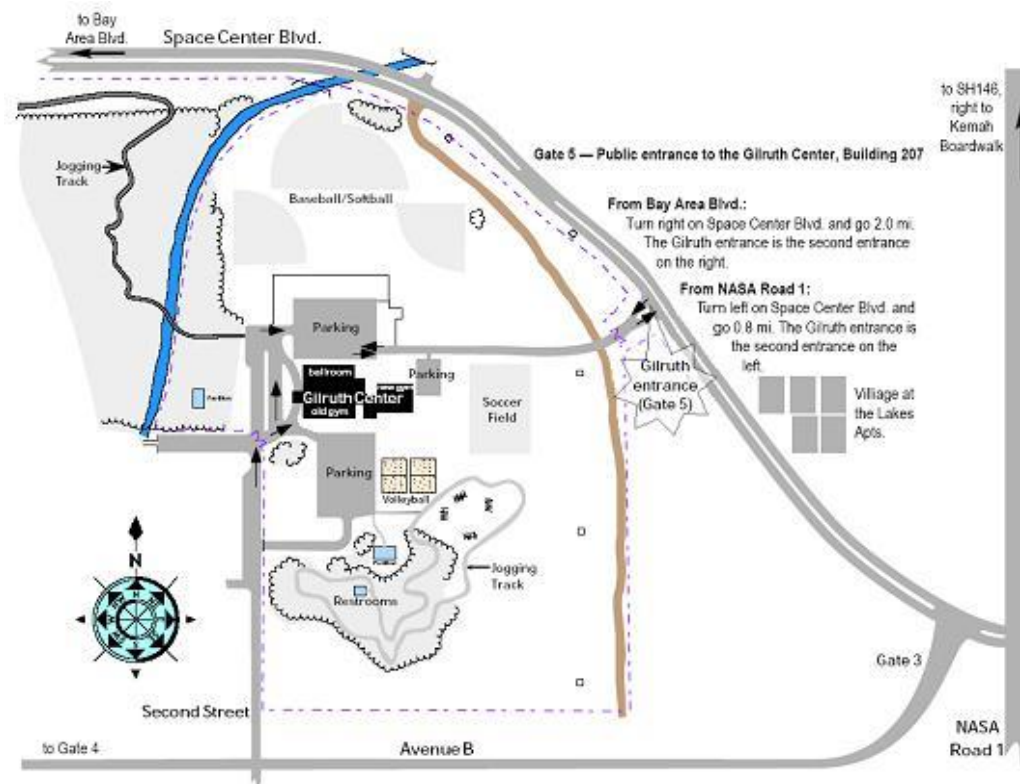 to Bay
Area Blvd.
Space Center Blvd.
to SH146,
right to
Kemah
Boardwalk
Jogging
Track
Gate 5 — Public entrance to the Gilruth Center, Building 207
Baseball/Softball
From Bay Area Blvd.:
Turn right on Space Center Blvd. and go 2.0 mi.
The Gilruth entrance is the second entrance
on the right.
From NASA Road 1:
Turn left on Space Center Blvd. and
go 0.8 mi. The Gilruth entrance is
the second entrance on the
left.
Parking
ballroom
new gym
Gilruth Center
old gym
Parking
Pavilion
Soccer
Field
Gilruth
entrance
(Gate 5)
Villiage at
the Lakes
Apts.
Parking
Volleyball
N
Jogging
Track
Restrooms
Gate 3
Second Street
NASA
Road 1
to Gate 4
Avenue B